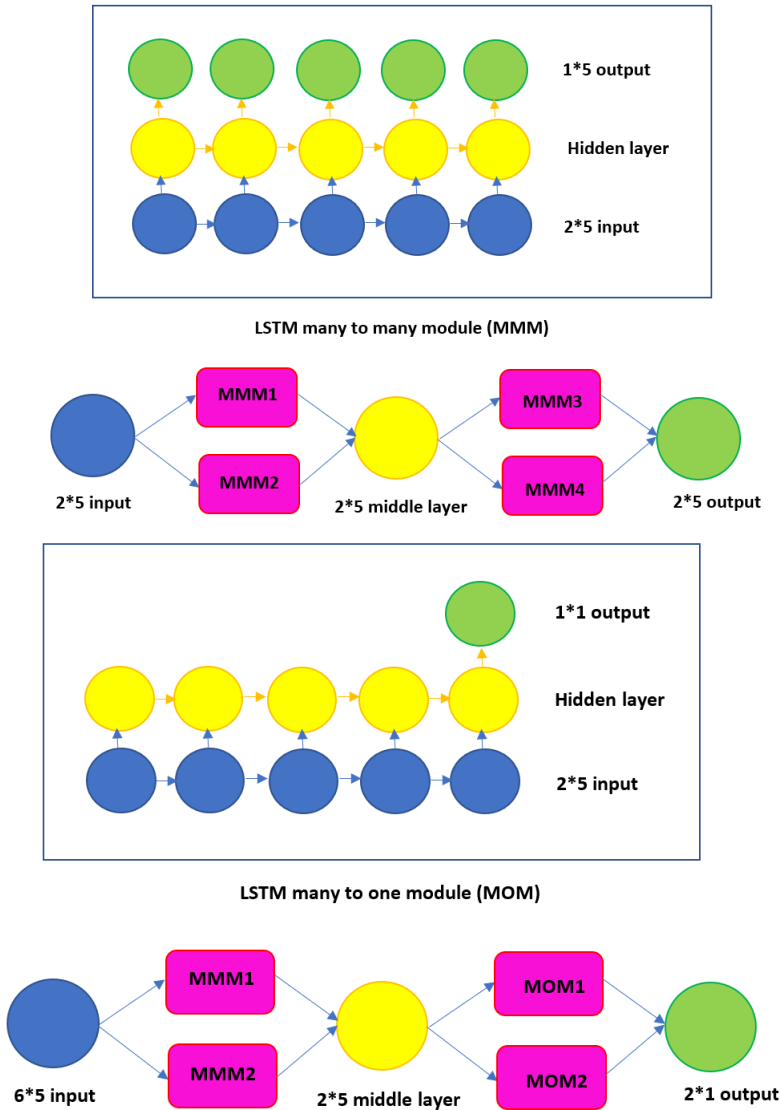 1*5 output
Hidden layer
2*5 input
LSTM many to many module (MMM)
MMM1
MMM3
MMM2
MMM4
2*5 input
2*5 middle layer
2*5 output
1*1 output
Hidden layer
2*5 input
LSTM many to one module (MOM)
MMM1
MOM1
MMM2
MOM2
6*5 input
2*5 middle layer
2*1 output